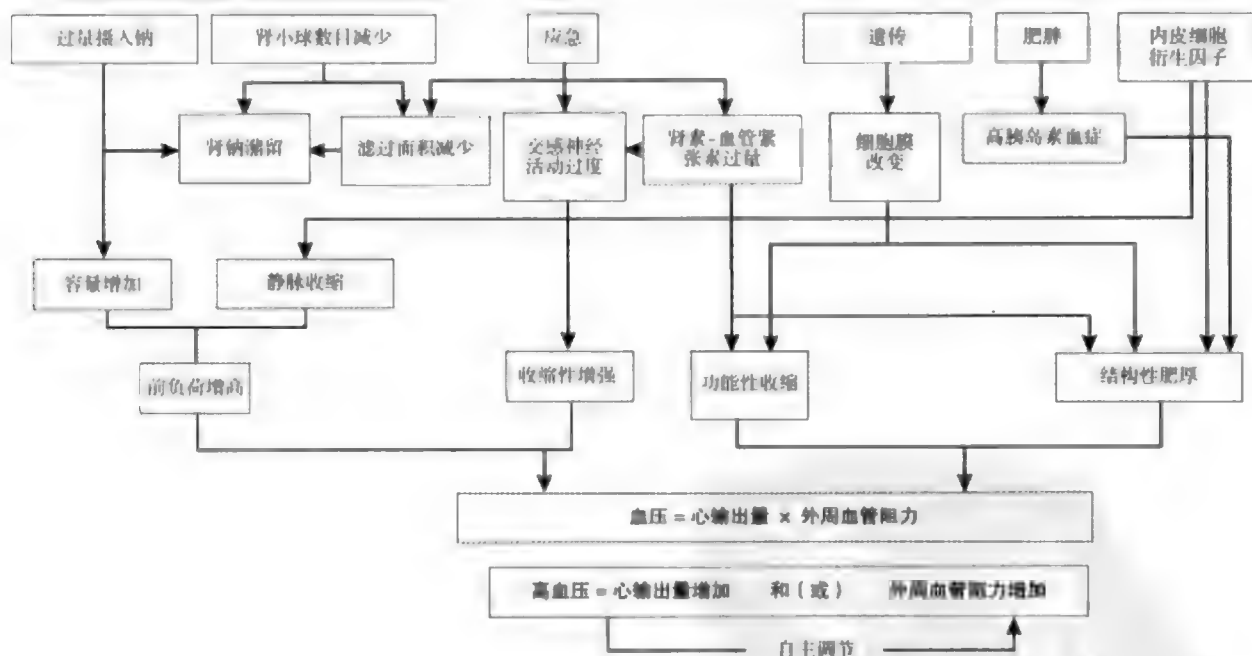 过量摄入钠
肾小球数目减少
应急
遗传
肥胖
内皮细胞
衍生因子
肾钠潴留
滤过面积减少
交感神经
活动过度
肾素-血管紧
张素过量
细胞膜
改变
高胰岛素血症
容量增加
静脉收缩
前负荷增高
收缩性增强
功能性收缩
结构性肥厚
血压=心输出量 × 外周血管阻力
高血压=心输出量增加 和(或) 外周血管阻力增加
自主调节